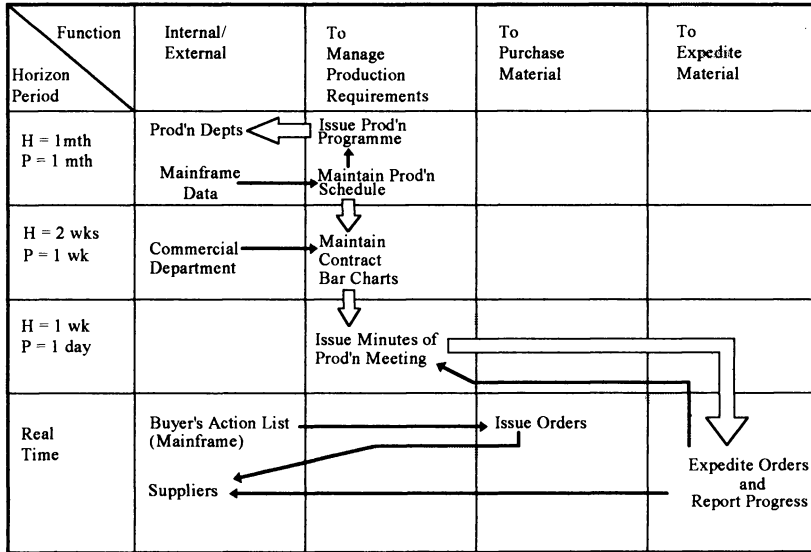 Function
Horizon
Period
Internal/
External
To
Manage
Production
Requirements
To
Purchase
Material
To
Expedite
Material
H = 1mth
P = 1 mth
Prod'n Depts
Issue Prod'n
Programme
Mainframe
Data
Maintain Prod'n
Schedule
H = 2 wks
P = 1 wk
Commercial
Department
Maintain
Contract
Bar Charts
H = 1 wk
P = 1 day
Issue Minutes of
Prod'n Meeting
Real
Time
Buyer's Action List
(Mainframe)
Issue Orders
Suppliers
Expedite Orders
and
Report Progress